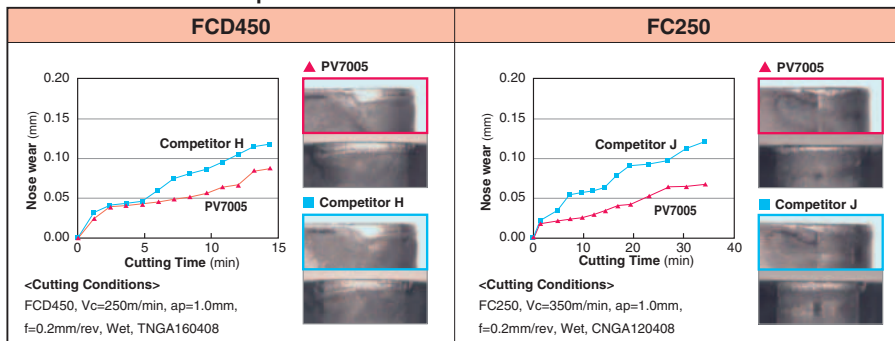 FCD450
FC250
0.20
0.15
0.10
0.05
0.00
Nose wear (mm)
Competitor H
PV7005
0
5
10
15
Cutting Time (min)
▲ PV7005
■ Competitor H
<Cutting Conditions>
FCD450, Vc=250m/min, ap=1.0mm,
f=0.2mm/rev, Wet, TNGA160408
0.20
0.15
0.10
0.05
0.00
Nose wear (mm)
Competitor J
PV7005
0
10
20
30
40
Cutting Time (min)
▲ PV7005
■ Competitor J
<Cutting Conditions>
FC250, Vc=350m/min, ap=1.0mm,
f=0.2mm/rev, Wet, CNGA120408